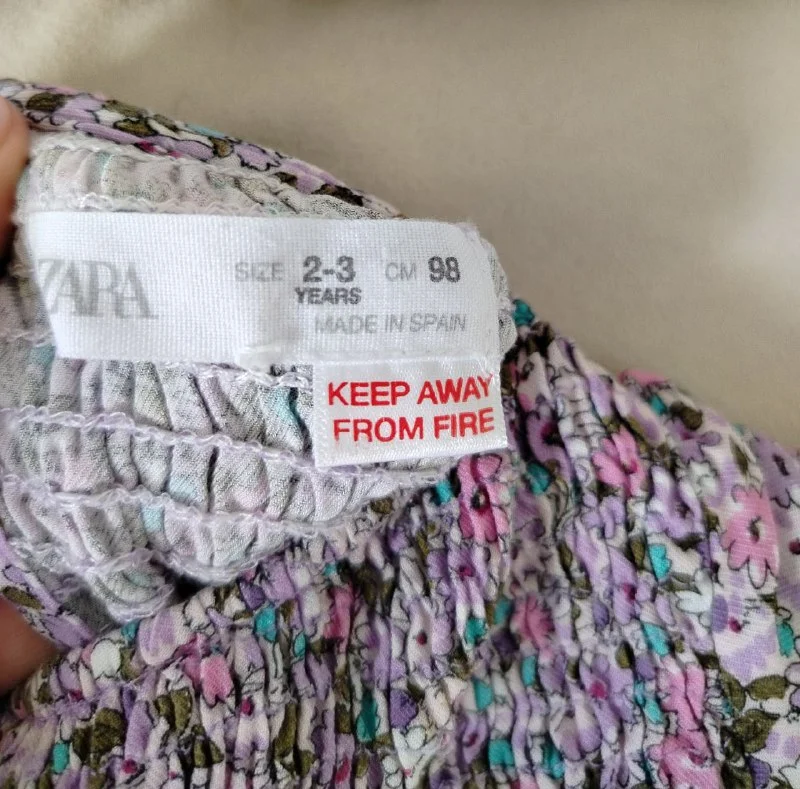 ZARA
SIZE 2-3 CM 98
YEARS
MADE IN SPAIN
KEEP AWAY
FROM FIRE